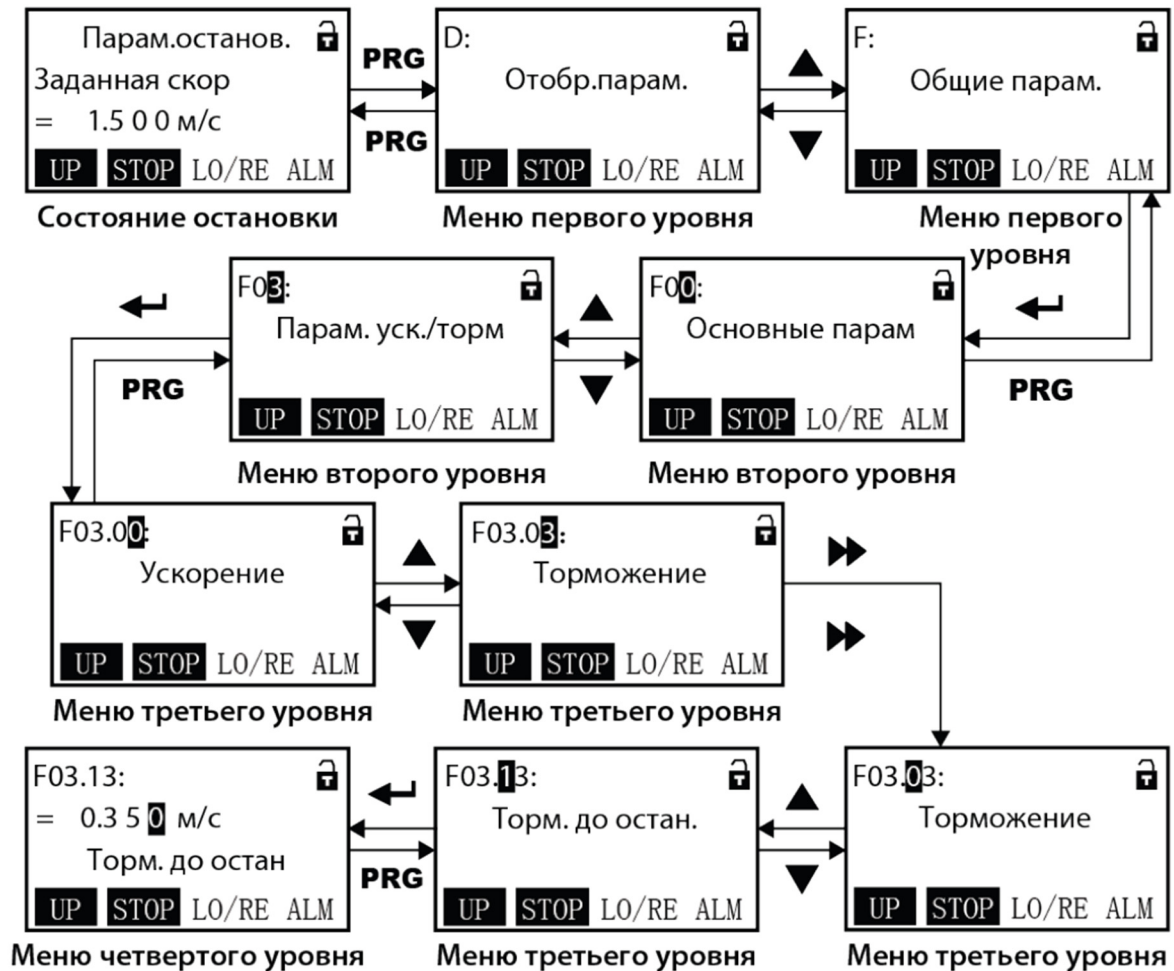 Парам.останов.
Заданная скор
= 1.5 0 0 м/с
UP STOP LO/RE ALM
Состояние остановки
PRG
PRG
D:
Отобр.парам.
UP STOP LO/RE ALM
Меню первого уровня
F:
Общие парам.
UP STOP LO/RE ALM
Меню первого
уровня
F03:
Парам. уск./торм
UP STOP LO/RE ALM
Меню второго уровня
PRG
F00:
Основные парам
UP STOP LO/RE ALM
Меню второго уровня
PRG
F03.00:
Ускорение
UP STOP LO/RE ALM
Меню третьего уровня
F03.03:
Торможение
UP STOP LO/RE ALM
Меню третьего уровня
F03.13:
= 0.3 5 0 м/с
Торм. до остан
UP STOP LO/RE ALM
Меню четвертого уровня
PRG
F03.13:
Торм. до остан.
UP STOP LO/RE ALM
Меню третьего уровня
F03.03:
Торможение
UP STOP LO/RE ALM
Меню третьего уровня